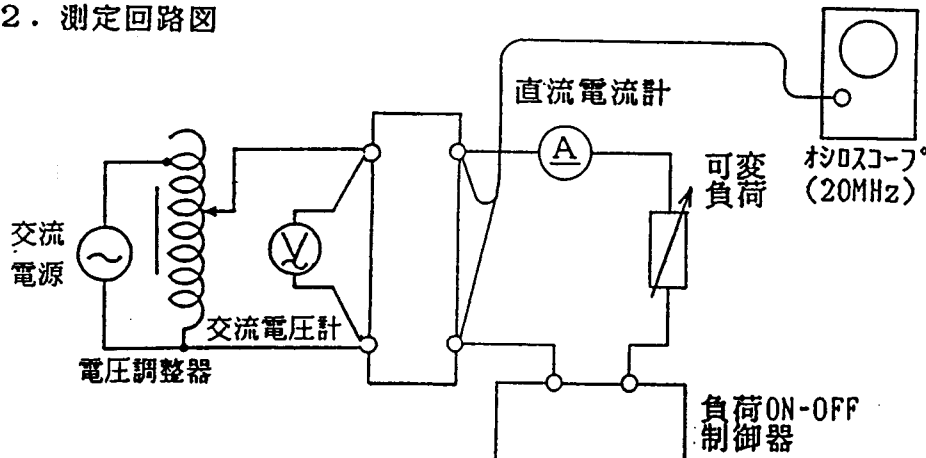 2．測定回路図
直流電流計
A
可変
負荷
オシロスコープ
(20MHz)
交流
電源
V
交流電圧計
電圧調整器
負荷ON-OFF
制御器